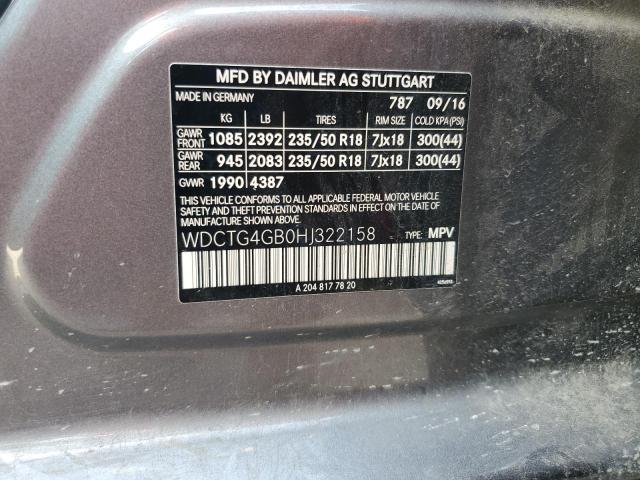 MFD BY DAIMLER AG STUTTGART
MADE IN GERMANY 787 09/16
KG LB TIRES RIM SIZE COLD KPA (PSI)
GAWR FRONT 1085 2392 235/50 R18 7Jx18 300(44)
GAWR REAR 945 2083 235/50 R18 7Jx18 300(44)
GVWR 1990 4387
THIS VEHICLE CONFORMS TO ALL APPLICABLE FEDERAL MOTOR VEHICLE
SAFETY AND THEFT PREVENTION STANDARDS IN EFFECT ON THE DATE OF
MANUFACTURE SHOWN ABOVE.
WDCTG4GB0HJ322158 TYPE: MPV
A 204 817 78 20